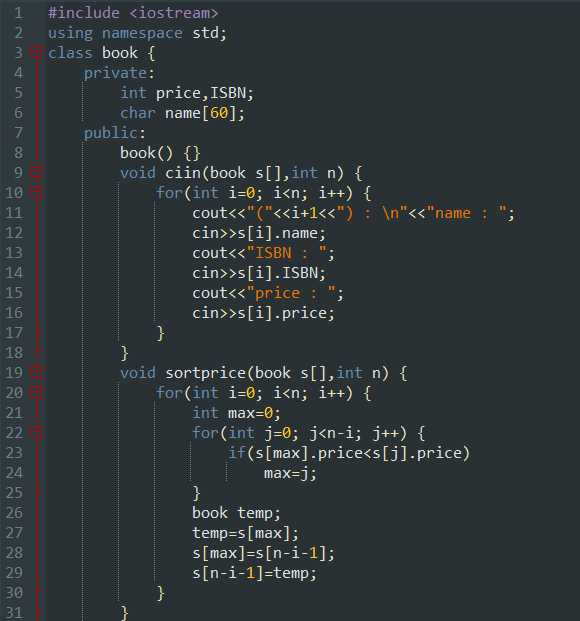 1 #include <iostream>
2 using namespace std;
3 class book {
4     private:
5         int price,ISBN;
6         char name[60];
7     public:
8         book() {}
9         void ciin(book s[],int n) {
10             for(int i=0; i<n; i++) {
11                 cout<<"("<<i+1<<") : \n"<<"name : ";
12                 cin>>s[i].name;
13                 cout<<"ISBN : ";
14                 cin>>s[i].ISBN;
15                 cout<<"price : ";
16                 cin>>s[i].price;
17             }
18         }
19         void sortprice(book s[],int n) {
20             for(int i=0; i<n; i++) {
21                 int max=0;
22                 for(int j=0; j<n-i; j++) {
23                     if(s[max].price<s[j].price)
24                         max=j;
25                 }
26                 book temp;
27                 temp=s[max];
28                 s[max]=s[n-i-1];
29                 s[n-i-1]=temp;
30             }
31         }